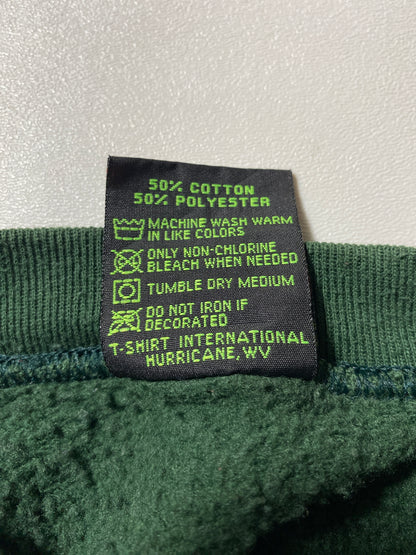 50% COTTON
50% POLYESTER
MACHINE WASH WARM
IN LIKE COLORS
ONLY NON-CHLORINE
BLEACH WHEN NEEDED
TUMBLE DRY MEDIUM
DO NOT IRON IF
DECORATED
T-SHIRT INTERNATIONAL
HURRICANE, WV